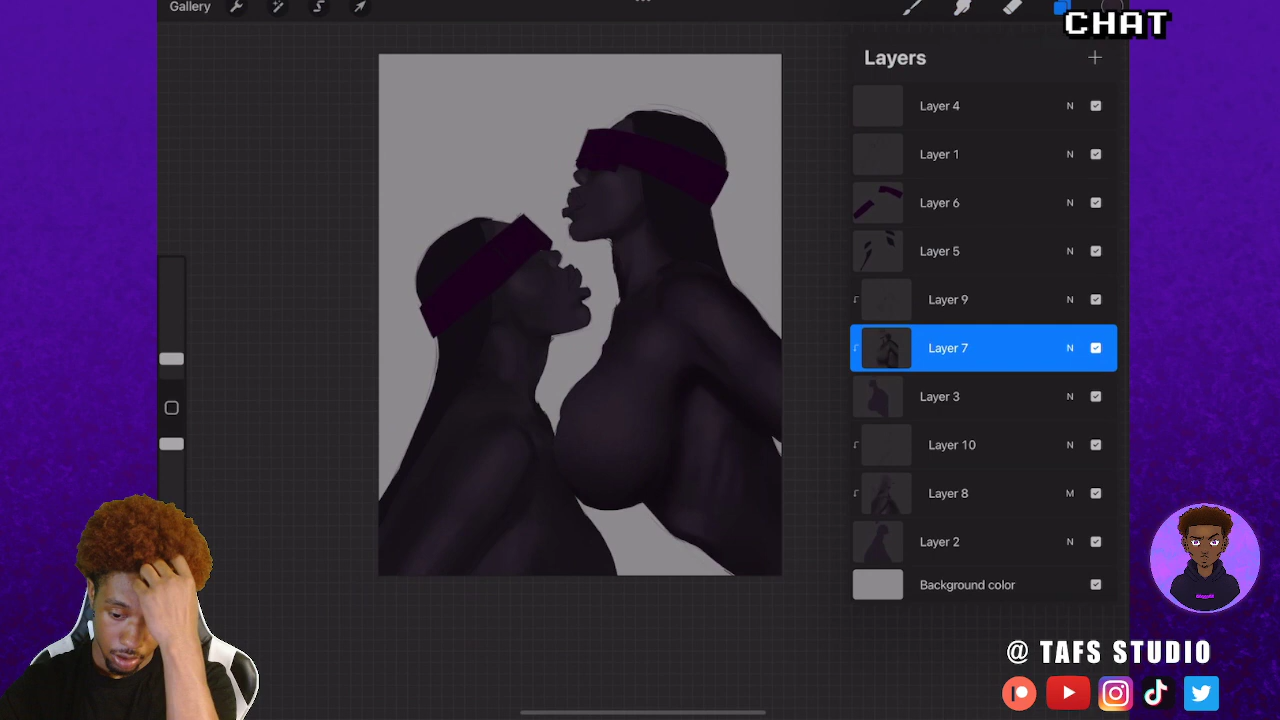 Gallery
CHAT
Layers
Layer 4 N
Layer 1 N
Layer 6 N
Layer 5 N
Layer 9 N
Layer 7 N
Layer 3 N
Layer 10 N
Layer 8 M
Layer 2 N
Background color
@ TAFS STUDIO